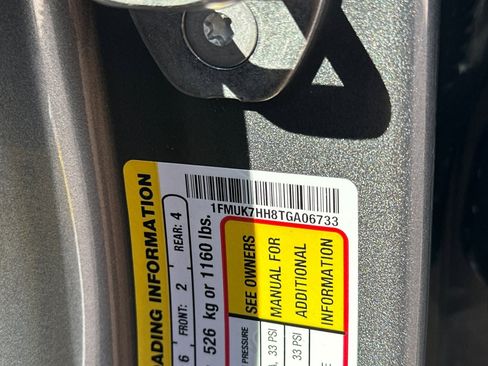 1FMUK7HH8TGA06733
ADING INFORMATION
FRONT: 2 REAR: 4
526 kg or 1160 lbs.
PRESSURE
33 PSI
33 PSI
SEE OWNERS
MANUAL FOR
ADDITIONAL
INFORMATION